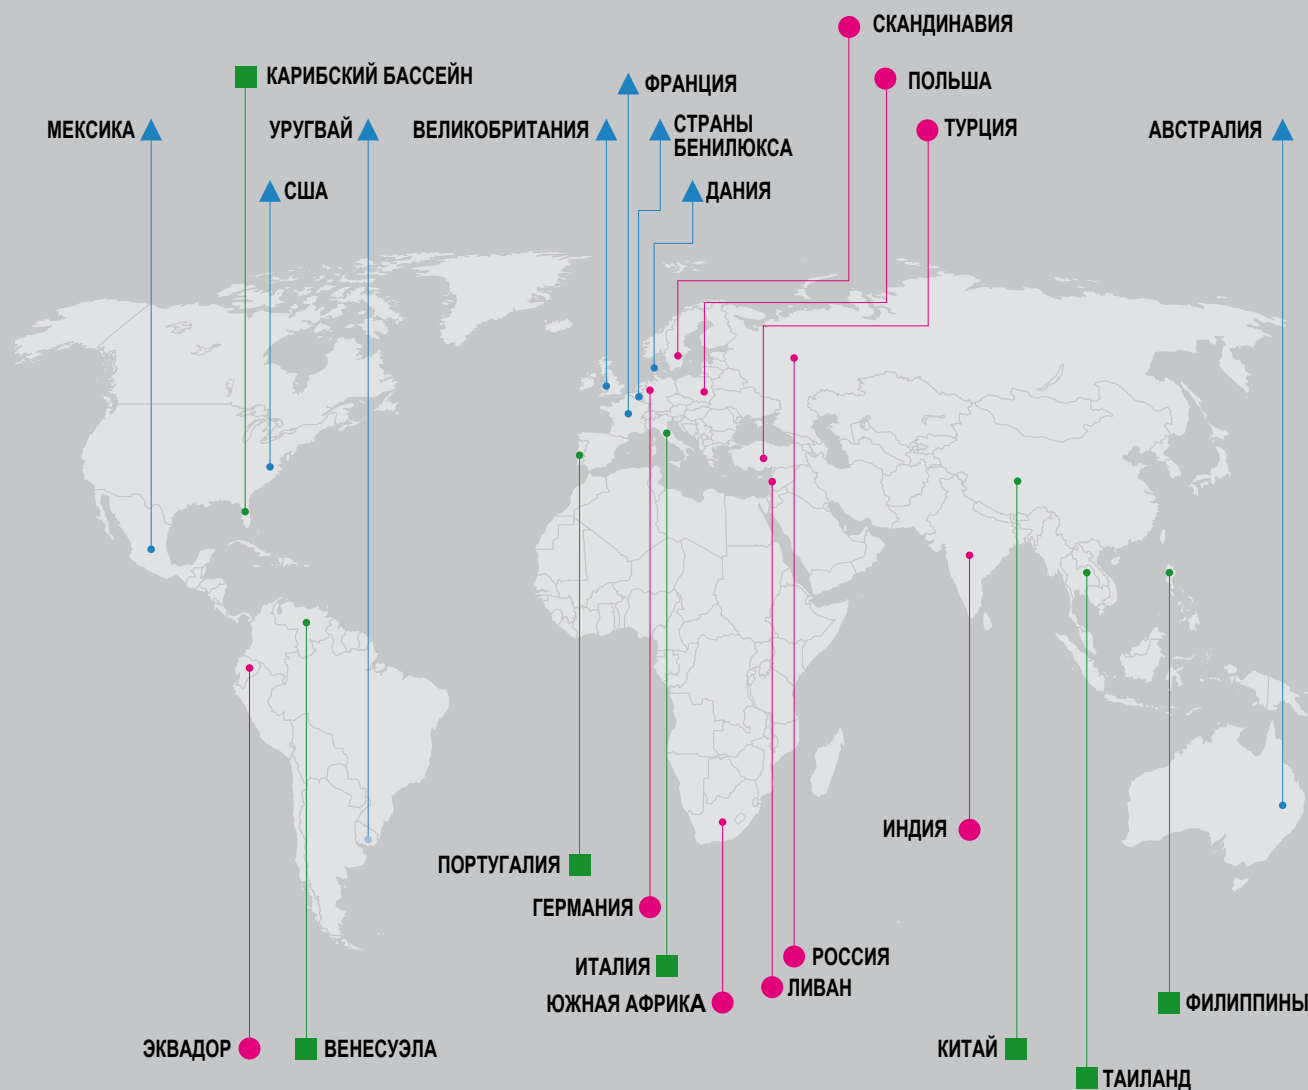 СКАНДИНАВИЯ
КАРИБСКИЙ БАССЕЙН
ФРАНЦИЯ
ПОЛЬША
МЕКСИКА
УРУГВАЙ
ВЕЛИКОБРИТАНИЯ
СТРАНЫ
БЕНИЛЮКСА
ТУРЦИЯ
АВСТРАЛИЯ
США
ДАНИЯ
ИНДИЯ
ПОРТУГАЛИЯ
ГЕРМАНИЯ
РОССИЯ
ИТАЛИЯ
ЛИВАН
ЮЖНАЯ АФРИКА
ФИЛИППИНЫ
ЭКВАДОР
ВЕНЕСУЭЛА
КИТАЙ
ТАИЛАНД